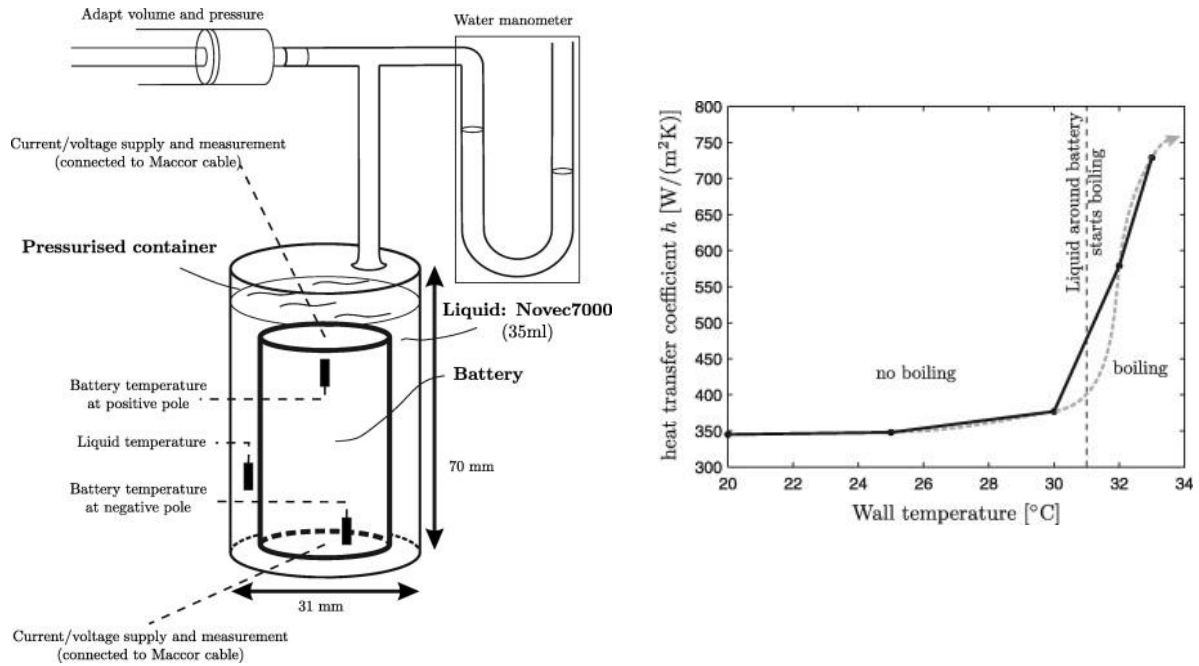 Adapt volume and pressure
Water manometer
Current/voltage supply and measurement
(connected to Maccor cable)
Pressurised container
Liquid: Novec7000
(35ml)
Battery
Battery temperature
at positive pole
Liquid temperature
Battery temperature
at negative pole
70 mm
31 mm
Current/voltage supply and measurement
(connected to Maccor cable)
heat transfer coefficient h [W/(m²K)]
800
750
700
650
600
550
500
450
400
350
300
Liquid around battery
starts boiling
no boiling
boiling
20
22
24
26
28
30
32
34
Wall temperature [°C]